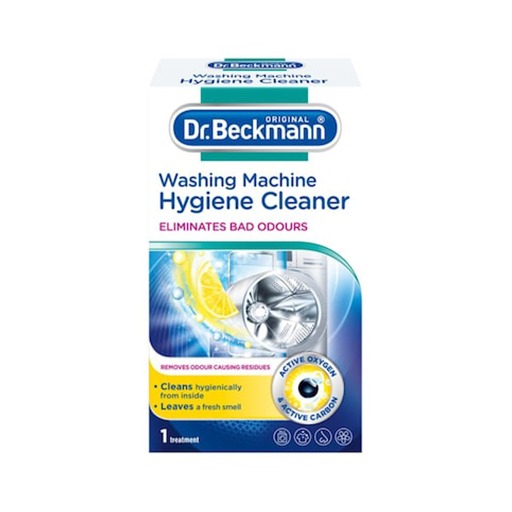 Dr.Beckmann
Washing Machine
Hygiene Cleaner
ORIGINAL
Dr.Beckmann®
Washing Machine
Hygiene Cleaner
ELIMINATES BAD ODOURS
REMOVES ODOUR CAUSING RESIDUES
• Cleans hygienically
from inside
• Leaves a fresh smell
ACTIVE OXYGEN
& ACTIVE CARBON
1 treatment